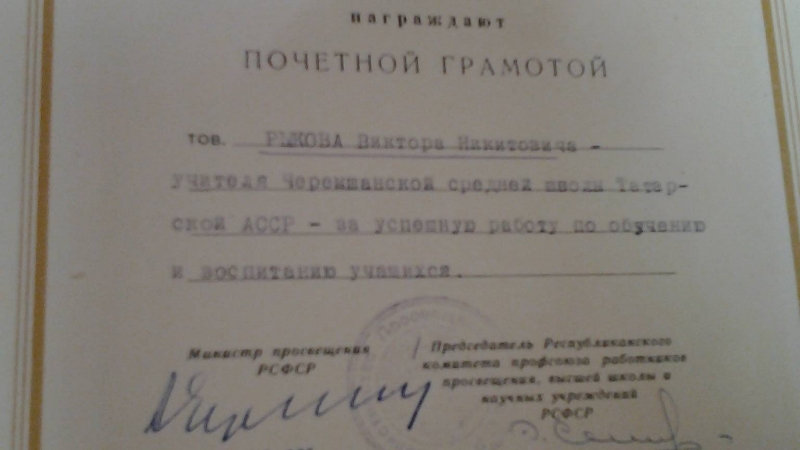 награждают
ПОЧЕТНОЙ ГРАМОТОЙ
тов. РЫКОВА Виктора Никитовича -
учителя Черемшанской средней школы Татар-
ской АССР - за успешную работу по обучению
и воспитанию учащихся.
Министр просвещения
РСФСР
Председатель Республиканского
комитета профсоюза работников
просвещения, высшей школы и
научных учреждений
РСФСР